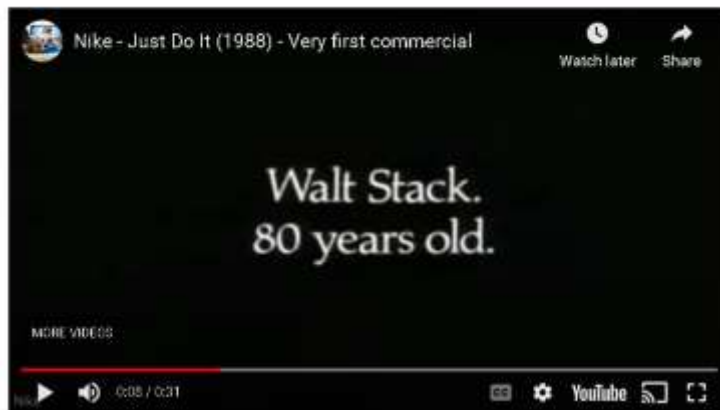 Nike - Just Do It (1988) - Very first commercial
Watch later
Share
Walt Stack.
80 years old.
MORE VIDEOS
0:08 / 0:31
CC
YouTube